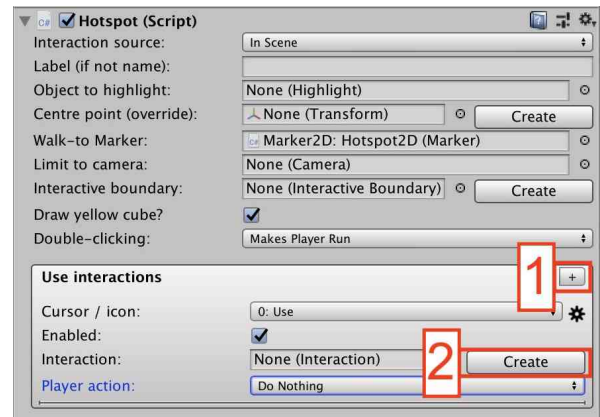 Hotspot (Script)
Interaction source: In Scene
Label (if not name):
Object to highlight: None (Highlight)
Centre point (override): None (Transform) Create
Walk-to Marker: Marker2D: Hotspot2D (Marker)
Limit to camera: None (Camera)
Interactive boundary: None (Interactive Boundary) Create
Draw yellow cube?
Double-clicking: Makes Player Run
Use interactions 1 +
Cursor / icon: 0: Use
Enabled:
Interaction: None (Interaction) 2 Create
Player action: Do Nothing